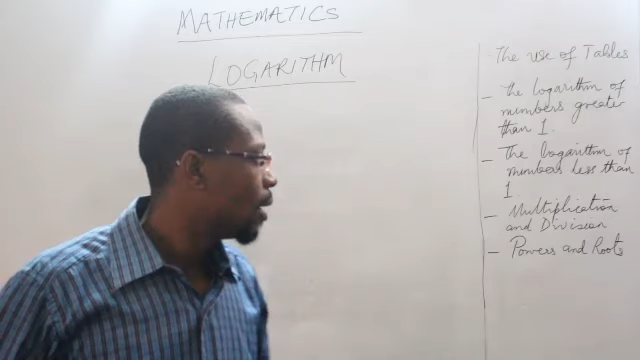 MATHEMATICS
LOGARITHM
- The use of Tables
- The logarithm of
numbers greater
than 1.
- The logarithm of
numbers less than
1
- Multiplication
and Division
- Powers and Roots